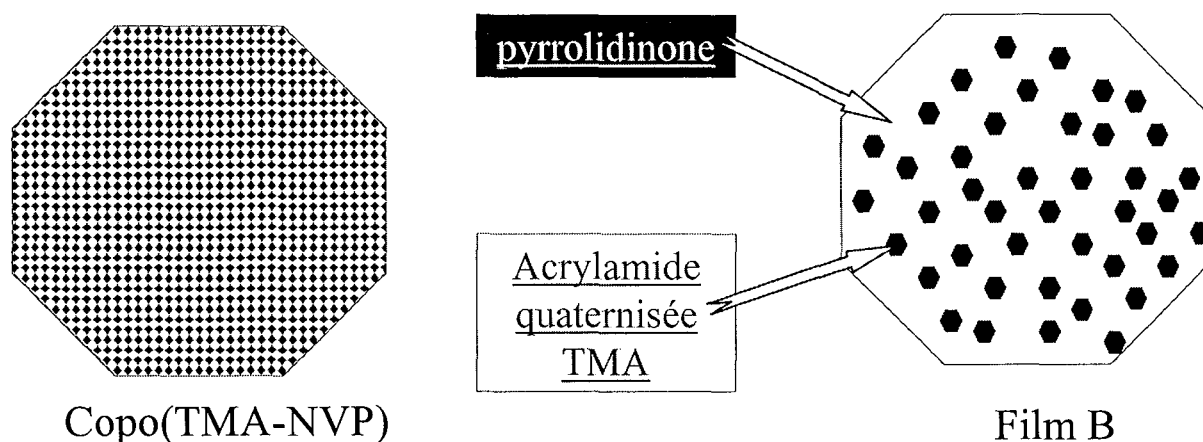 pyrrolidinone
Acrylamide
quaternisée
TMA
Copo(TMA-NVP)
Film B